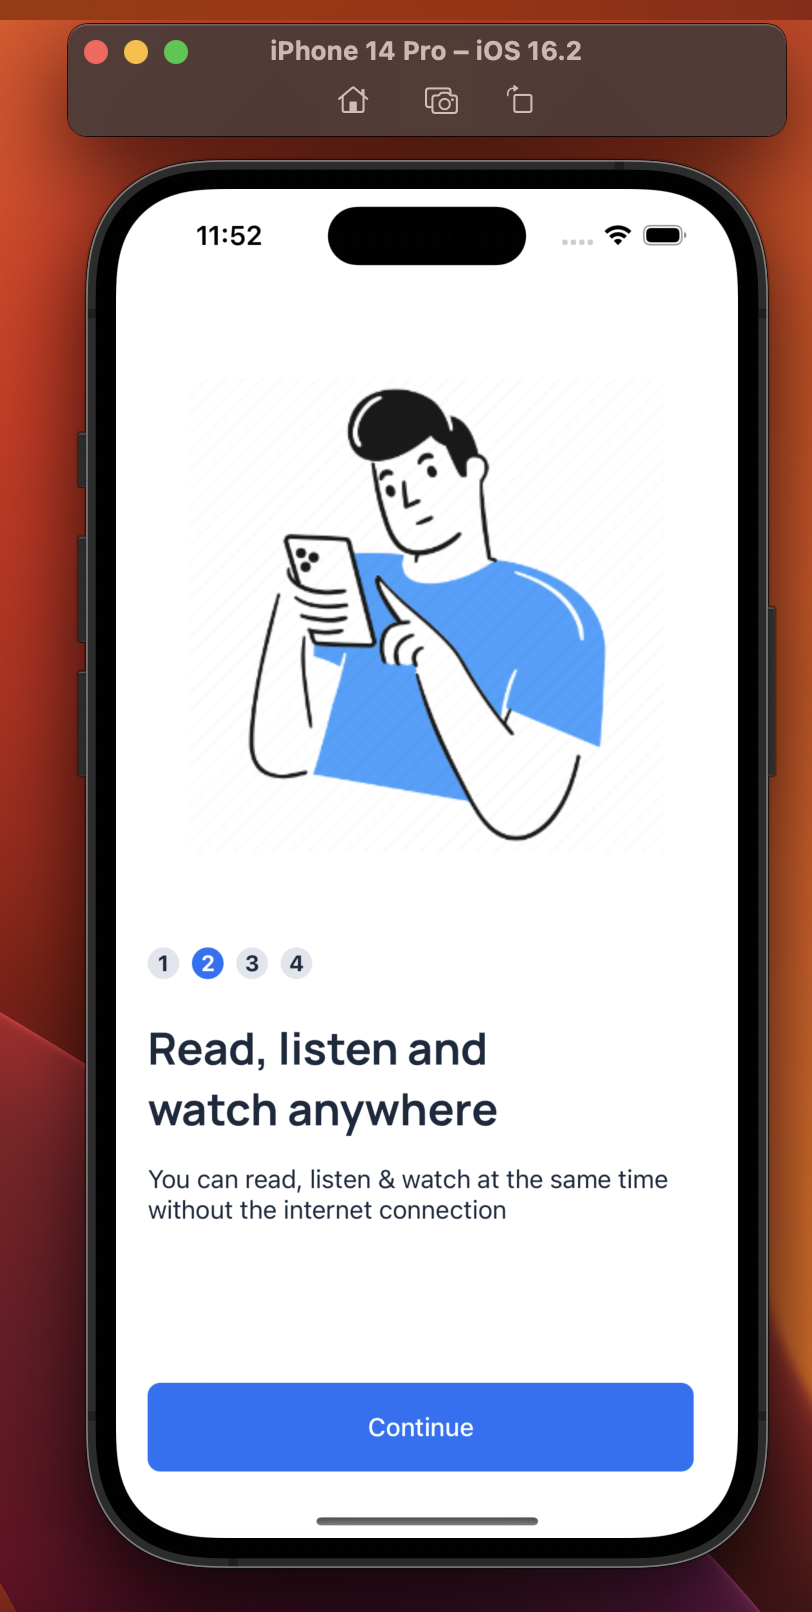 iPhone 14 Pro – iOS 16.2
11:52
1 2 3 4
Read, listen and
watch anywhere
You can read, listen & watch at the same time
without the internet connection
Continue